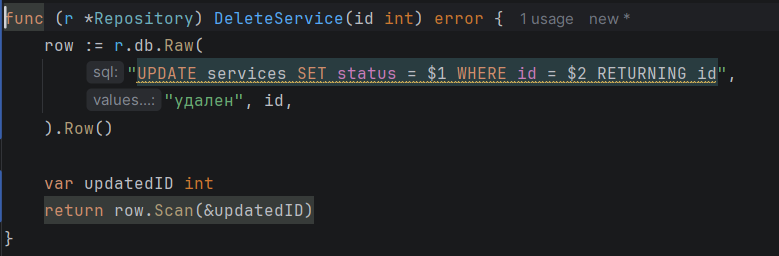 func (r *Repository) DeleteService(id int) error {  1 usage  new *
    row := r.db.Raw(
        sql: "UPDATE services SET status = $1 WHERE id = $2 RETURNING id",
        values...: "удален", id,
    ).Row()

    var updatedID int
    return row.Scan(&updatedID)
}